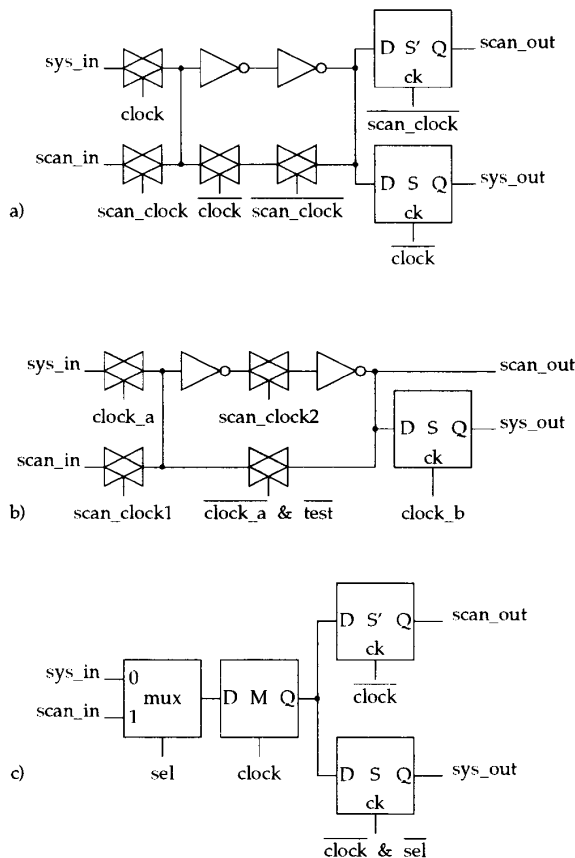 D S' Q scan_out
sys_in
ck
clock
scan_clock
scan_in
D S Q sys_out
scan_clock clock scan_clock
ck
a)
clock
sys_in
scan_out
clock_a scan_clock2
D S Q sys_out
scan_in
ck
b) scan_clock1 clock_a & test clock_b
D S' Q scan_out
ck
sys_in 0
clock
mux D M Q
scan_in 1
c) sel clock
D S Q sys_out
ck
clock & sel